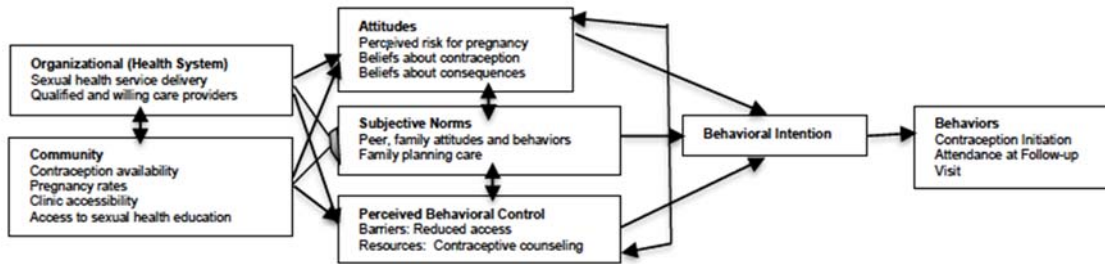 Organizational (Health System)
Sexual health service delivery
Qualified and willing care providers
Community
Contraception availability
Pregnancy rates
Clinic accessibility
Access to sexual health education
Attitudes
Perceived risk for pregnancy
Beliefs about contraception
Beliefs about consequences
Subjective Norms
Peer, family attitudes and behaviors
Family planning care
Perceived Behavioral Control
Barriers: Reduced access
Resources: Contraceptive counseling
Behavioral Intention
Behaviors
Contraception Initiation
Attendance at Follow-up
Visit